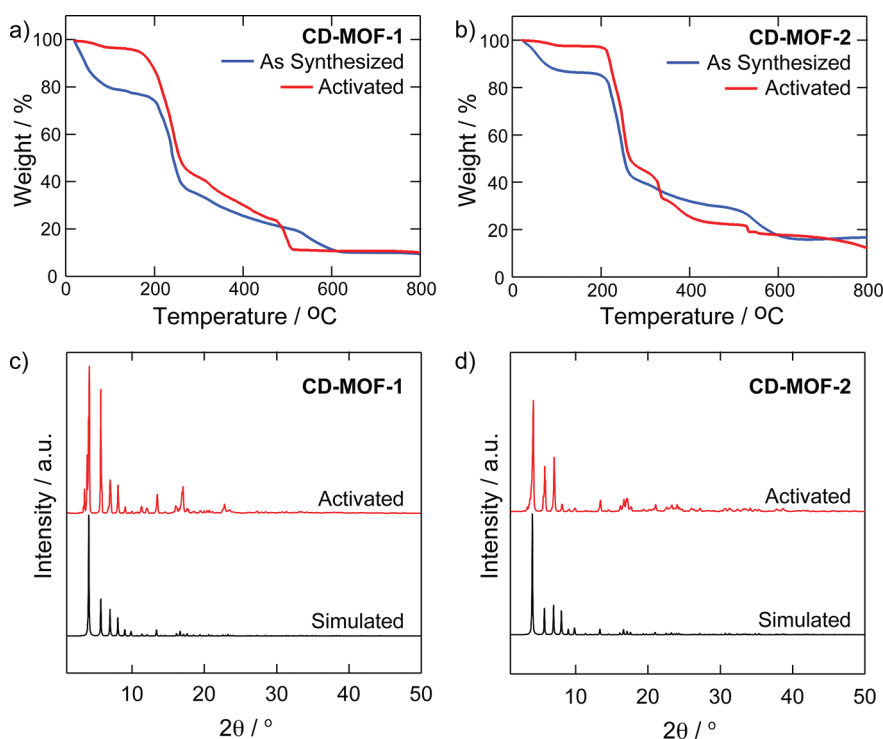 a)
CD-MOF-1
As Synthesized
Activated
100
80
60
40
20
0
Weight / %
0 200 400 600 800
Temperature / ºC
b)
CD-MOF-2
As Synthesized
Activated
100
80
60
40
20
0
Weight / %
0 200 400 600 800
Temperature / ºC
c)
CD-MOF-1
Activated
Simulated
Intensity / a.u.
10 20 30 40 50
2θ / º
d)
CD-MOF-2
Activated
Simulated
Intensity / a.u.
10 20 30 40 50
2θ / º